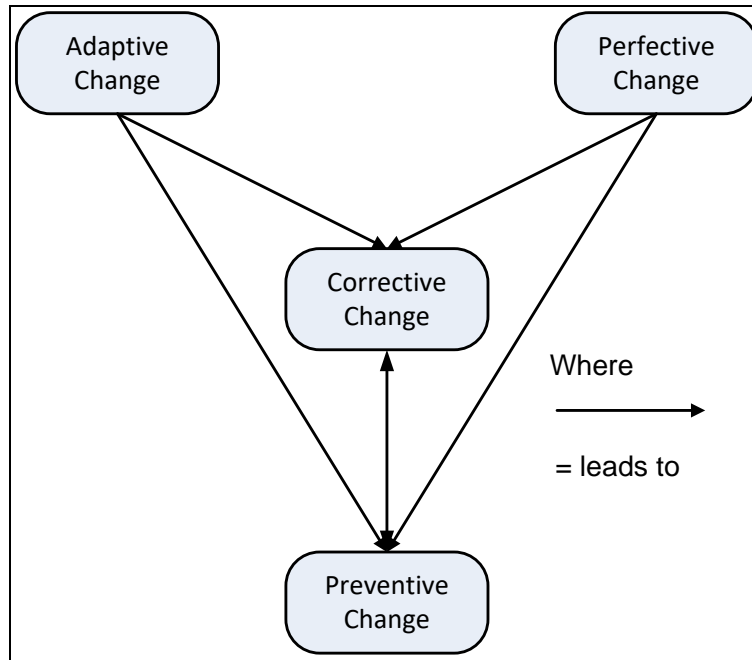 Adaptive
Change
Perfective
Change
Corrective
Change
Where
= leads to
Preventive
Change